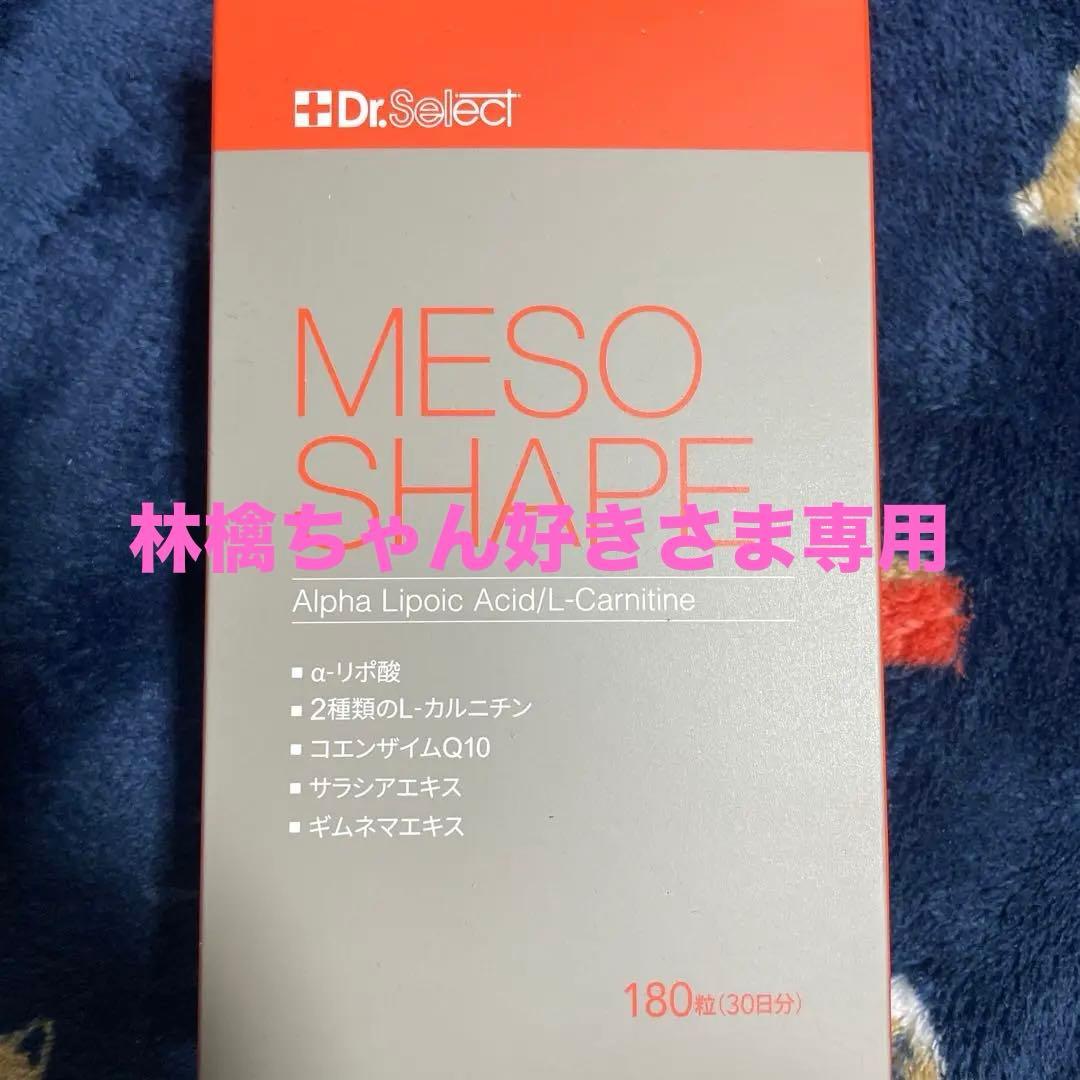 Dr.Select
MESO
SHAPE
林檎ちゃん好きさま専用
Alpha Lipoic Acid/L-Carnitine
■ α-リポ酸
■ 2種類のL-カルニチン
■ コエンザイムQ10
■ サラシアエキス
■ ギムネマエキス
180粒(30日分)